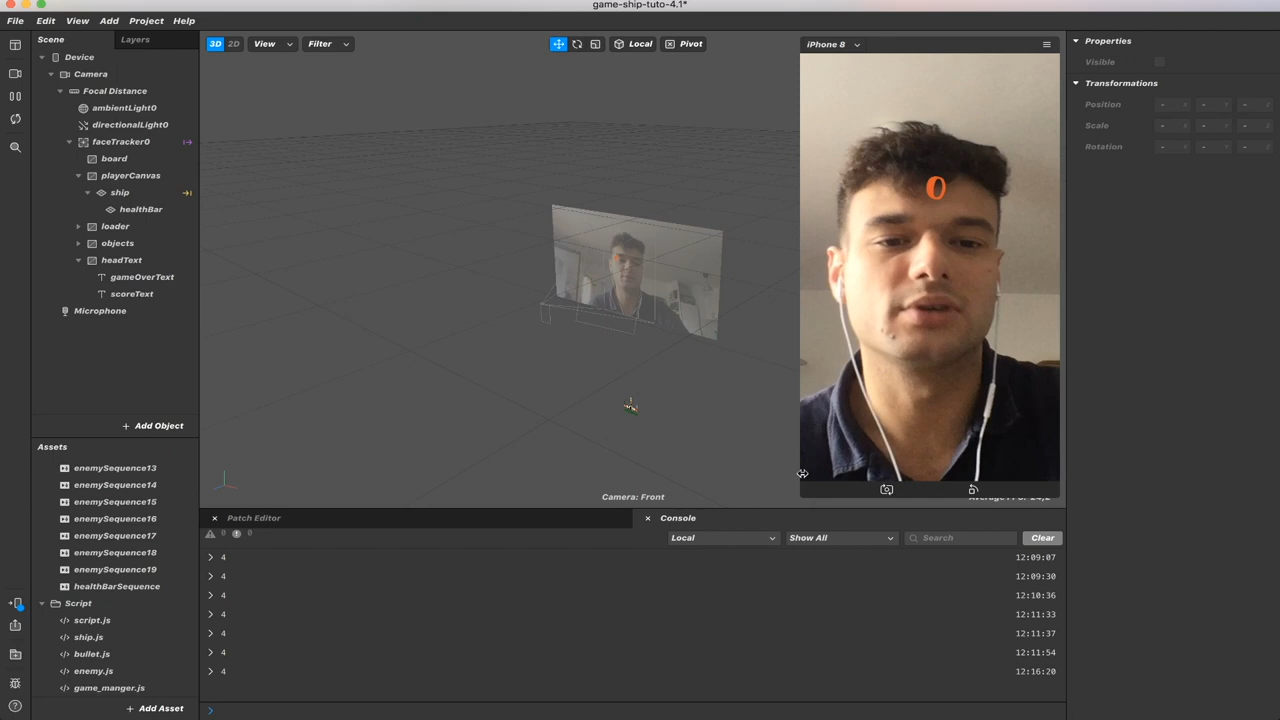 game-ship-tuto-4.1*
File Edit View Add Project Help
Scene Layers
Device
Camera
Focal Distance
ambientLight0
directionalLight0
faceTracker0
board
playerCanvas
ship
healthBar
loader
objects
headText
gameOverText
scoreText
Microphone
Add Object
Assets
enemySequence13
enemySequence14
enemySequence15
enemySequence16
enemySequence17
enemySequence18
enemySequence19
healthBarSequence
Script
script.js
ship.js
bullet.js
enemy.js
game_manger.js
Add Asset
3D 2D View Filter Local Pivot
Camera: Front
iPhone 8
0
Patch Editor
Console
0 0
Local Show All Search Clear
4 12:09:07
4 12:09:30
4 12:10:36
4 12:11:33
4 12:11:37
4 12:11:54
4 12:16:20
Properties
Visible
Transformations
Position - X - Y - Z
Scale - X - Y - Z
Rotation - X - Y - Z